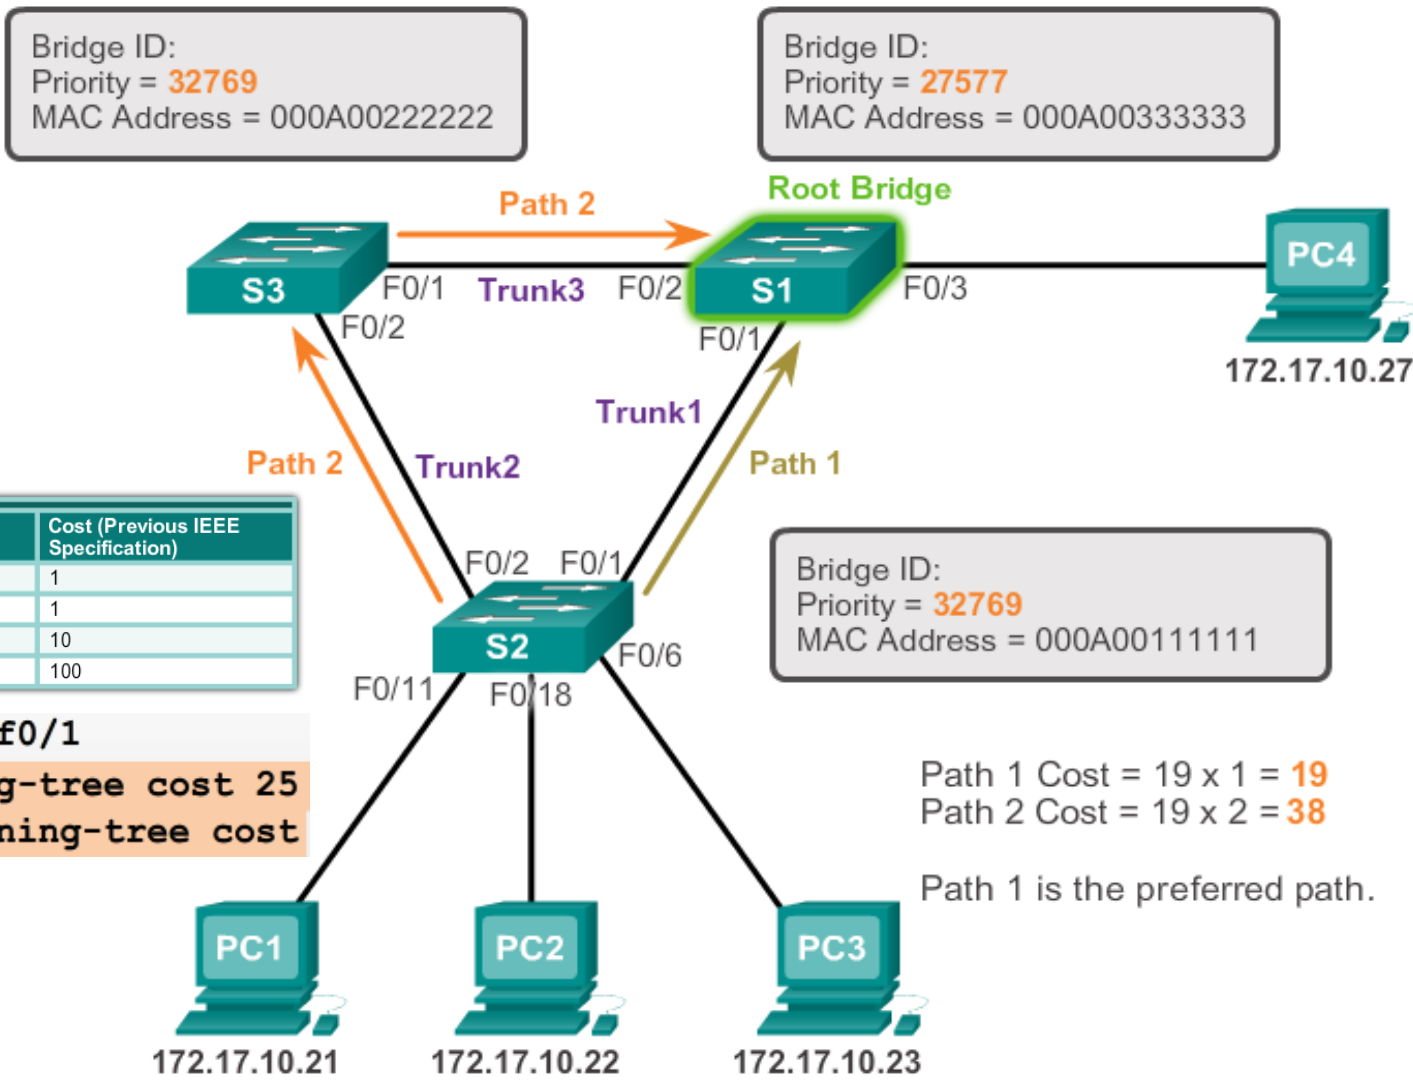 Bridge ID:
Priority = 32769
MAC Address = 000A00222222
Bridge ID:
Priority = 27577
MAC Address = 000A00333333
Root Bridge
Path 2
S3
F0/1
Trunk3
F0/2
S1
F0/3
PC4
F0/2
F0/1
172.17.10.27
Trunk1
Path 2
Trunk2
Path 1
Cost (Previous IEEE
Specification)
1
1
10
100
F0/2
F0/1
S2
F0/6
F0/11
F0/18
Bridge ID:
Priority = 32769
MAC Address = 000A00111111
f0/1
g-tree cost 25
ning-tree cost
Path 1 Cost = 19 x 1 = 19
Path 2 Cost = 19 x 2 = 38
Path 1 is the preferred path.
PC1
PC2
PC3
172.17.10.21
172.17.10.22
172.17.10.23